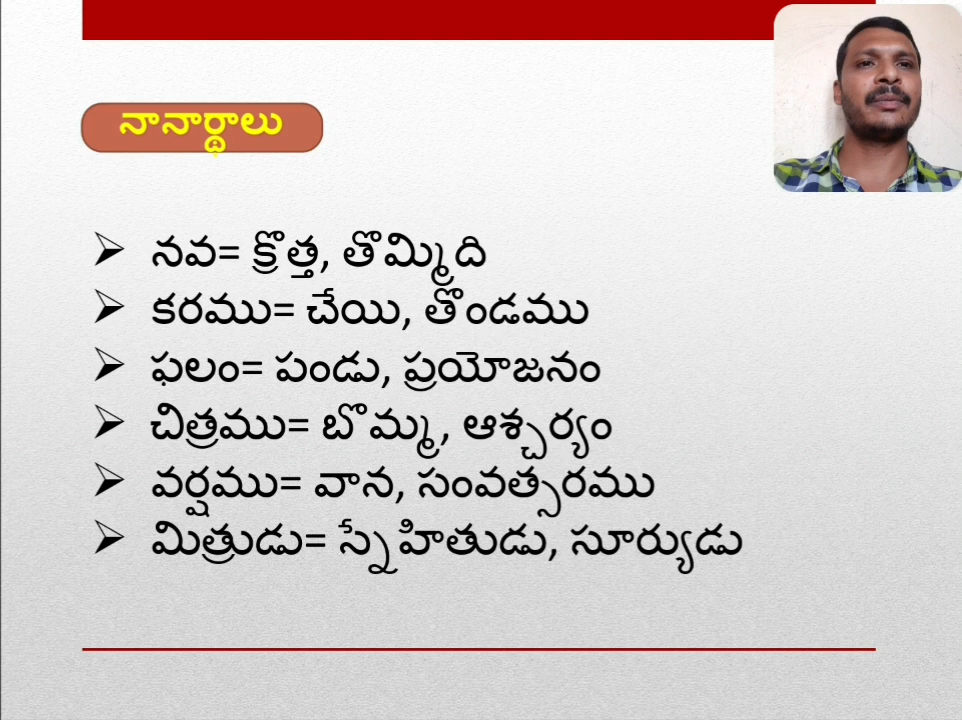 నానార్థాలు
నవ= క్రొత్త, తొమ్మిది
కరము= చేయి, తొండము
ఫలం= పండు, ప్రయోజనం
చిత్రము= బొమ్మ, ఆశ్చర్యం
వర్షము= వాన, సంవత్సరము
మిత్రుడు= స్నేహితుడు, సూర్యుడు